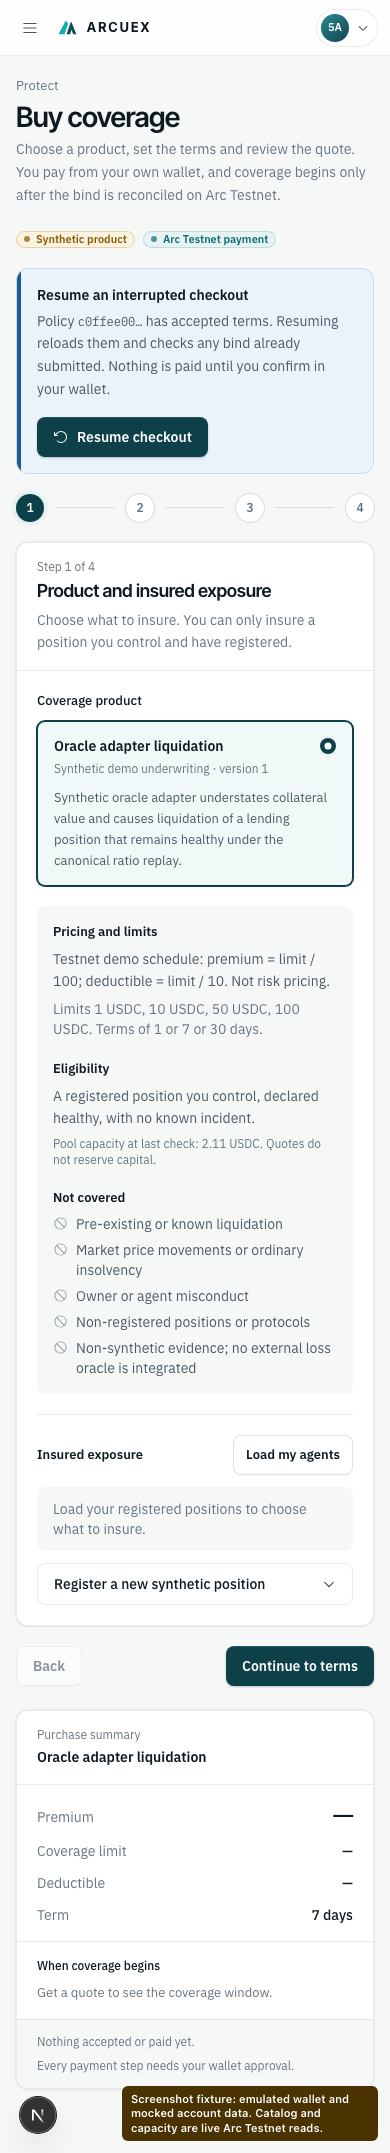 ARCUEX
5A
Protect
Buy coverage
Choose a product, set the terms and review the quote.
You pay from your own wallet, and coverage begins only
after the bind is reconciled on Arc Testnet.
Synthetic product
Arc Testnet payment
Resume an interrupted checkout
Policy c0ffee00… has accepted terms. Resuming
reloads them and checks any bind already
submitted. Nothing is paid until you confirm in
your wallet.
Resume checkout
1
2
3
4
Step 1 of 4
Product and insured exposure
Choose what to insure. You can only insure a
position you control and have registered.
Coverage product
Oracle adapter liquidation
Synthetic demo underwriting · version 1
Synthetic oracle adapter understates collateral
value and causes liquidation of a lending
position that remains healthy under the
canonical ratio replay.
Pricing and limits
Testnet demo schedule: premium = limit /
100; deductible = limit / 10. Not risk pricing.
Limits 1 USDC, 10 USDC, 50 USDC, 100
USDC. Terms of 1 or 7 or 30 days.
Eligibility
A registered position you control, declared
healthy, with no known incident.
Pool capacity at last check: 2.11 USDC. Quotes do
not reserve capital.
Not covered
Pre-existing or known liquidation
Market price movements or ordinary
insolvency
Owner or agent misconduct
Non-registered positions or protocols
Non-synthetic evidence; no external loss
oracle is integrated
Insured exposure
Load my agents
Load your registered positions to choose
what to insure.
Register a new synthetic position
Back
Continue to terms
Purchase summary
Oracle adapter liquidation
Premium —
Coverage limit —
Deductible —
Term 7 days
When coverage begins
Get a quote to see the coverage window.
Nothing accepted or paid yet.
Every payment step needs your wallet approval.
N
Screenshot fixture: emulated wallet and
mocked account data. Catalog and
capacity are live Arc Testnet reads.